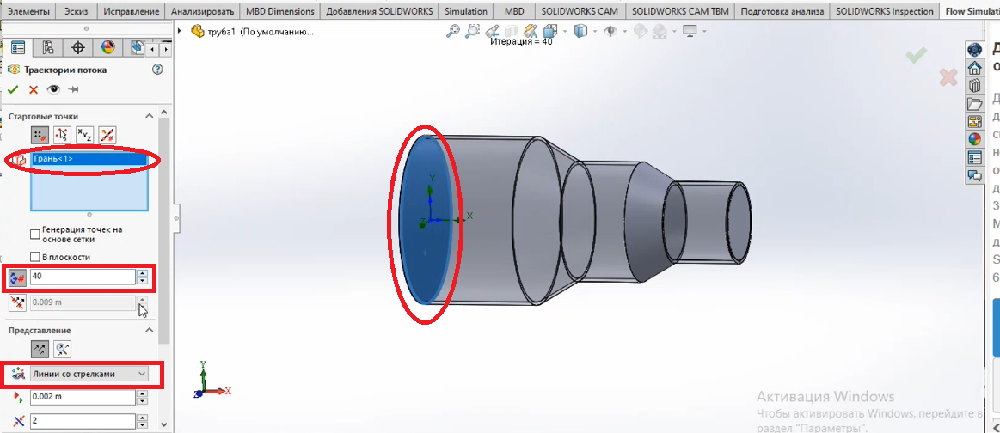 Элементы Эскиз Исправление Анализировать MBD Dimensions Добавления SOLIDWORKS Simulation MBD SOLIDWORKS CAM SOLIDWORKS CAM TBM Подготовка анализа SOLIDWORKS Inspection Flow Simulati
труба1 (По умолчанию...
Итерация = 40
Траектории потока
Стартовые точки
Грань<1>
Генерация точек на
основе сетки
В плоскости
40
0.009 m
Представление
Линии со стрелками
0.002 m
2
Y
X
Y
X
Z
Активация Windows
Чтобы активировать Windows, перейдите в
раздел "Параметры".